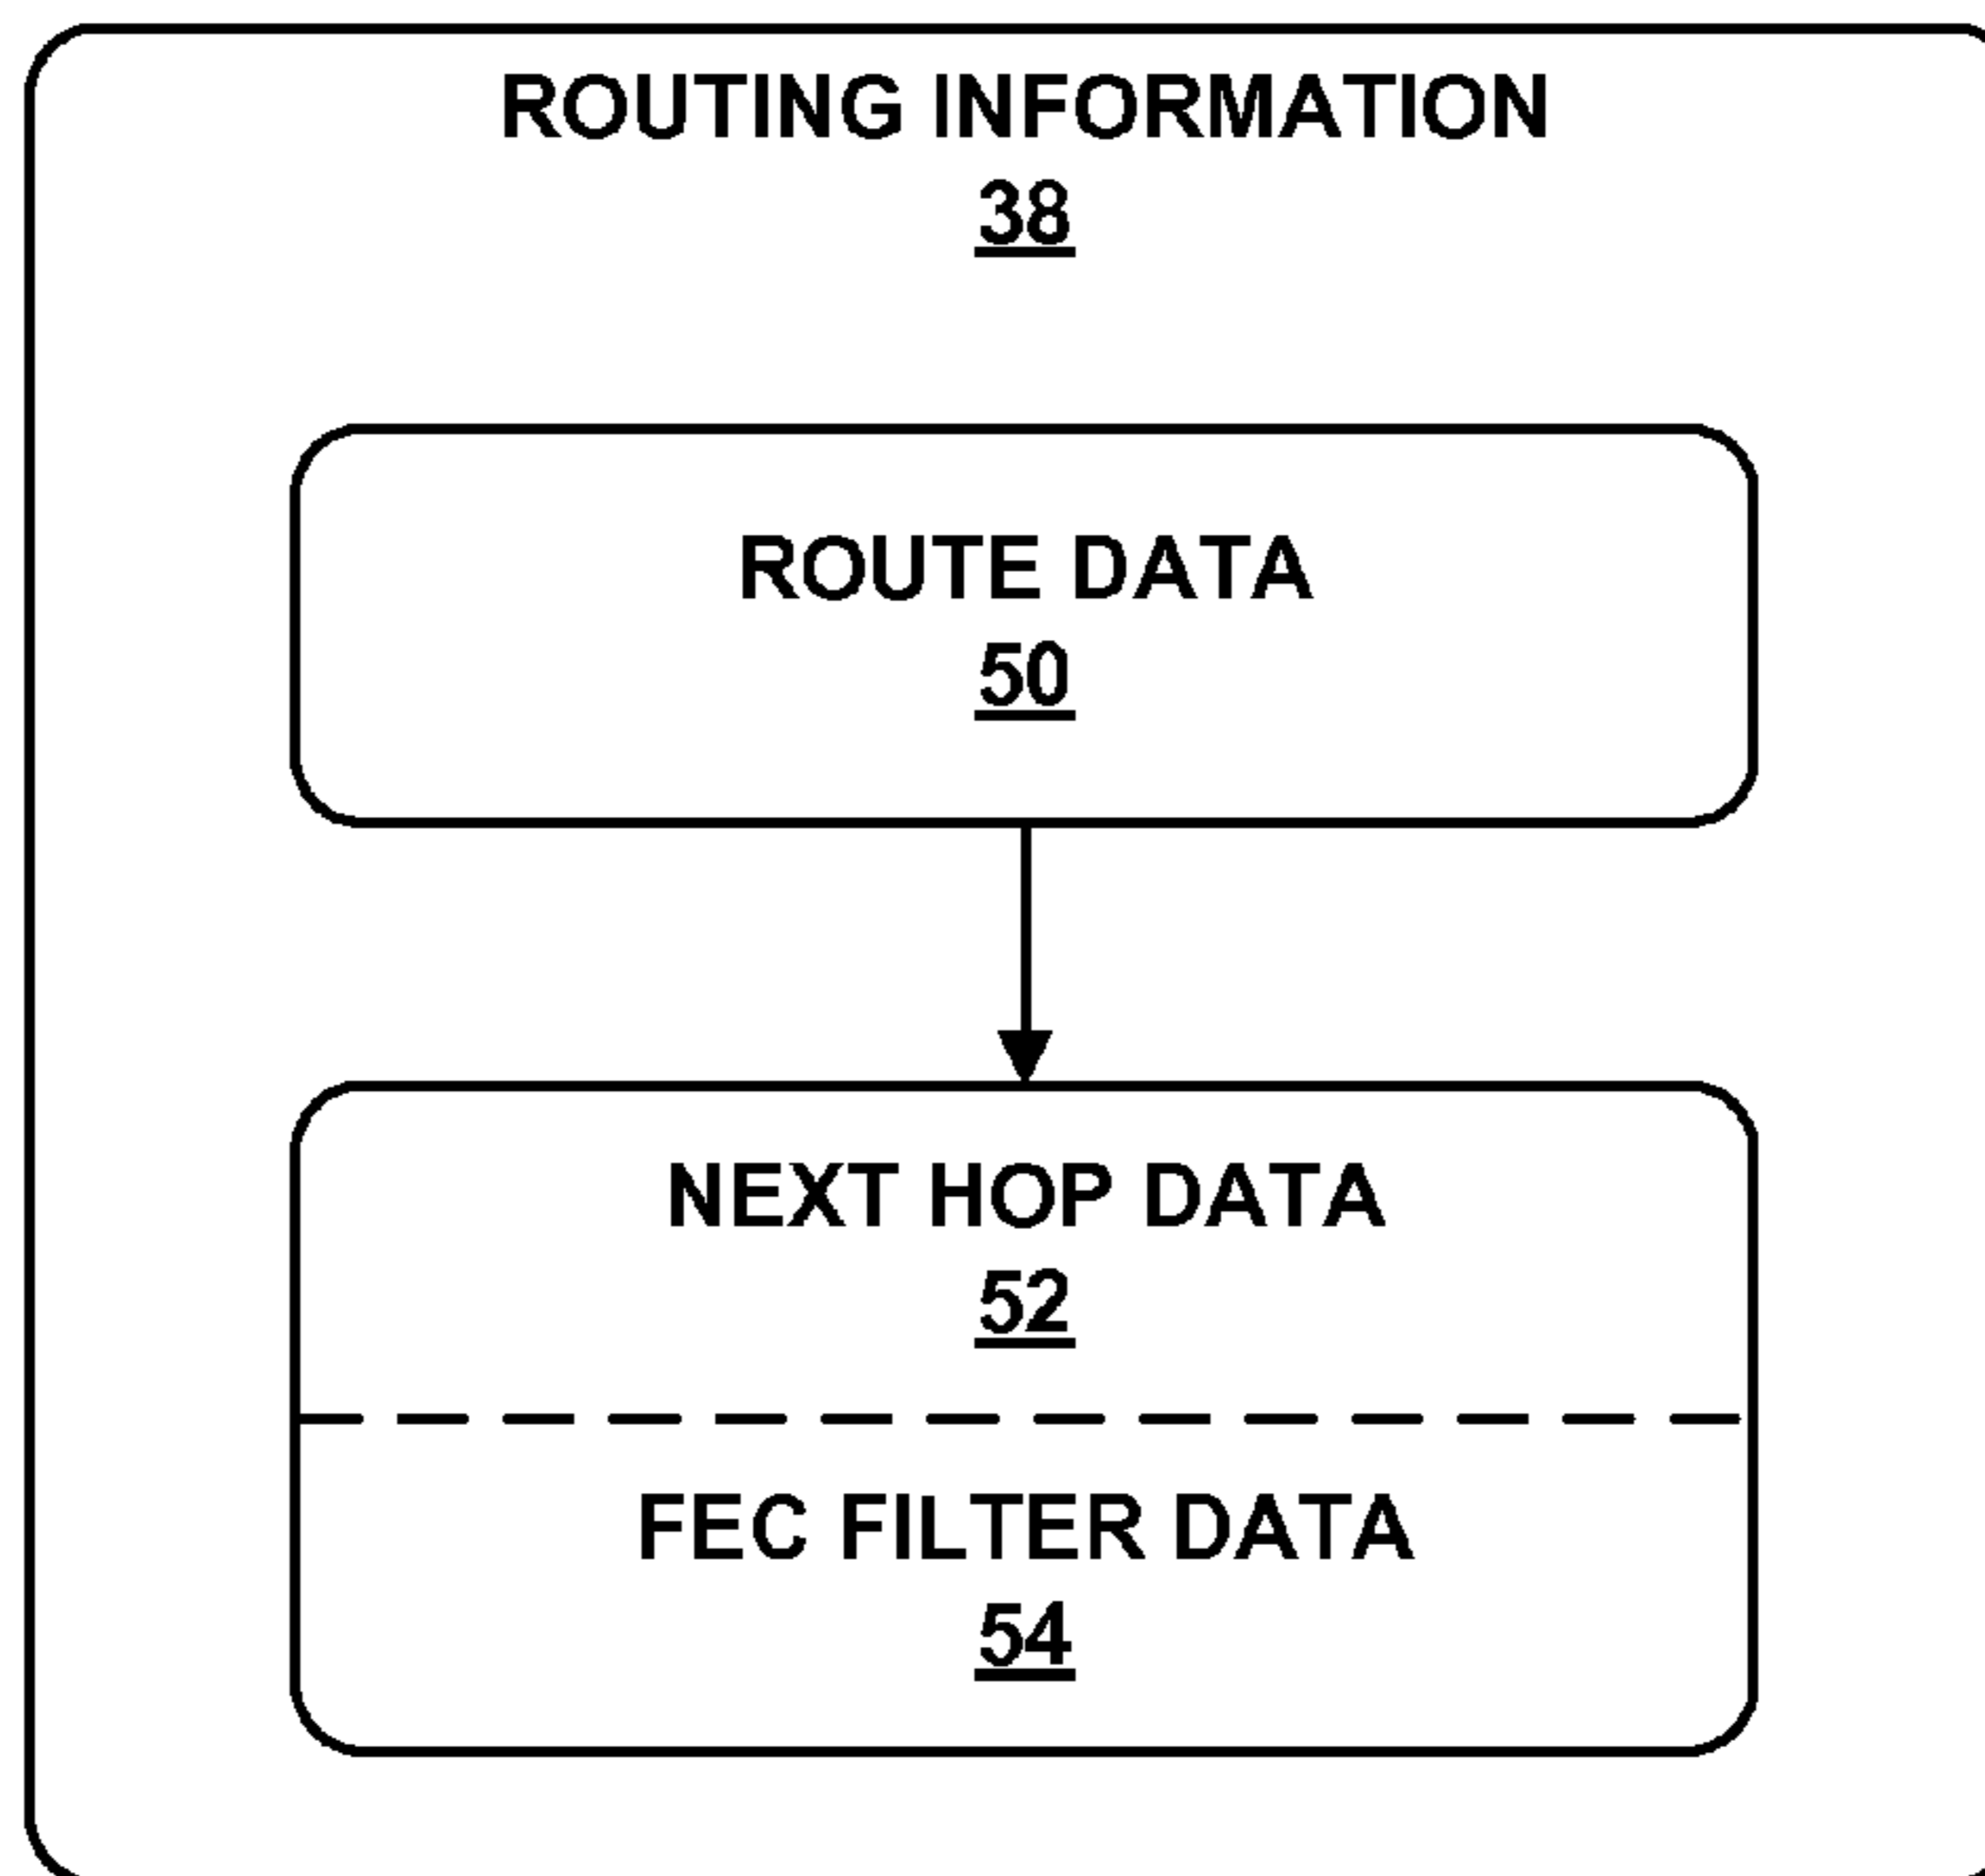 ROUTING INFORMATION
38
ROUTE DATA
50
NEXT HOP DATA
52
FEC FILTER DATA
54